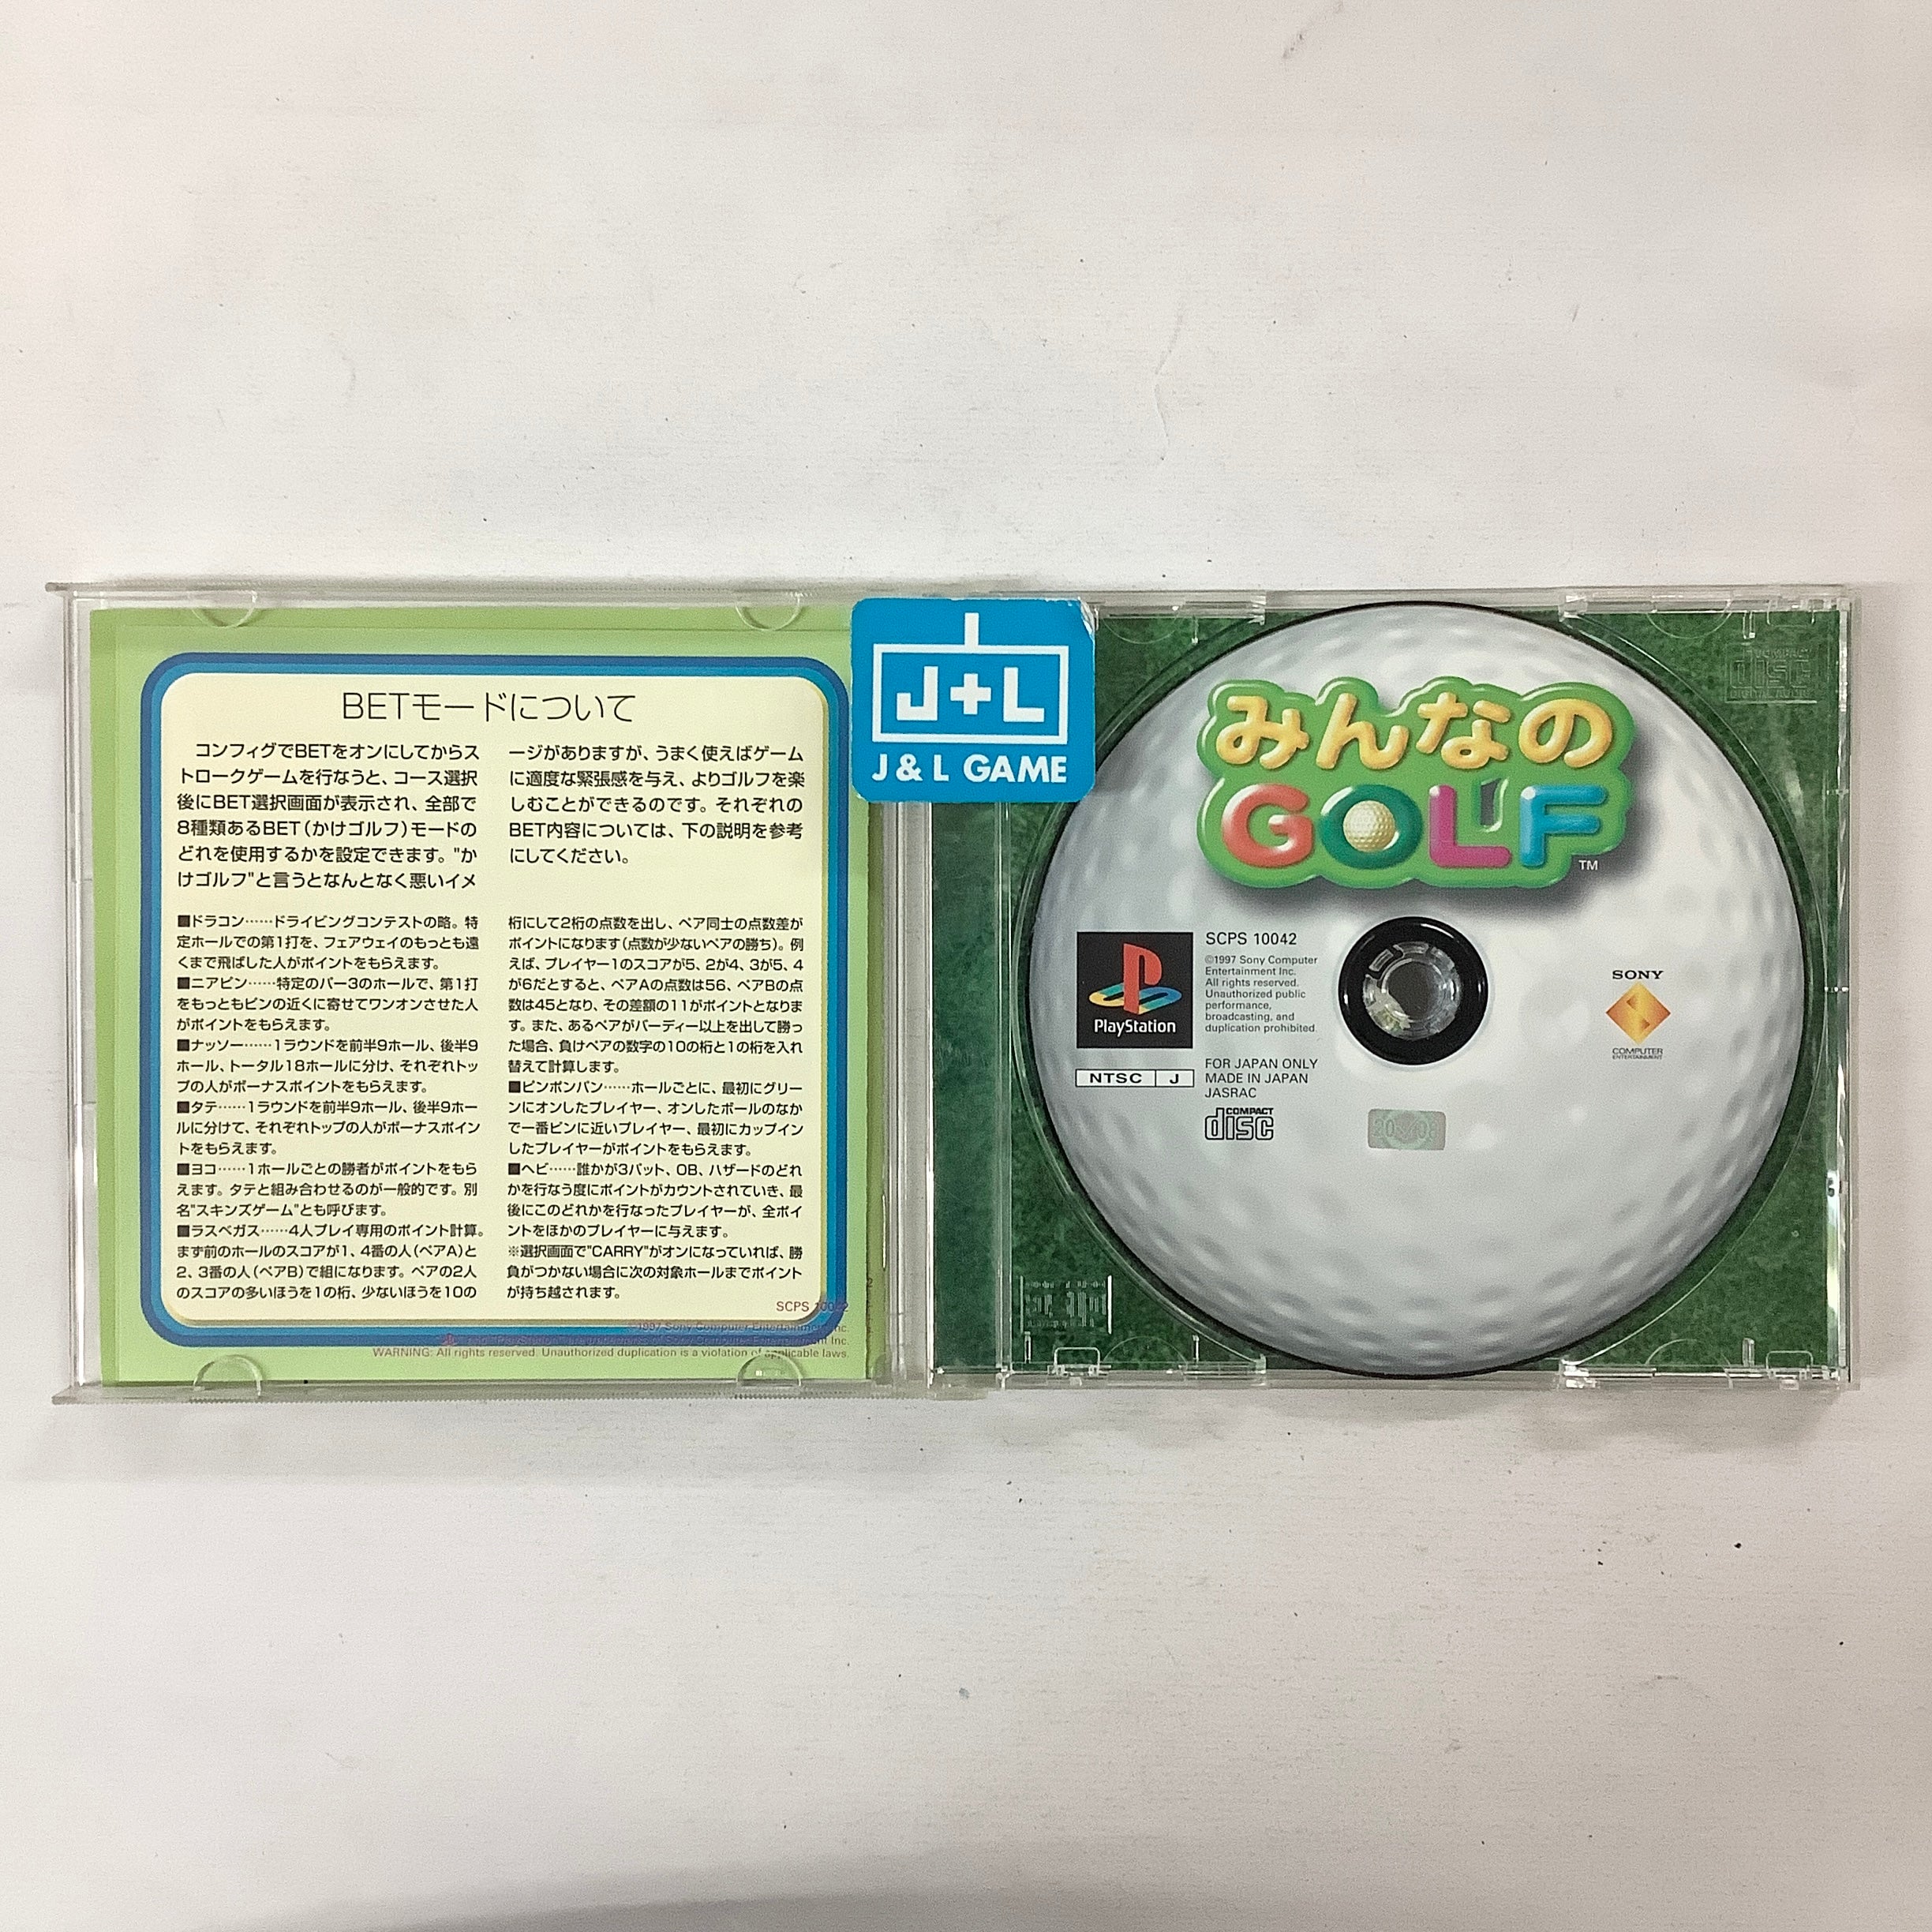 BETモードについて
コンフィグでBETをオンにしてからス
トロークゲームを行なうと、コース選択
後にBET選択画面が表示され、全部で
8種類あるBET(かけゴルフ)モードの
どれを使用するかを設定できます。"か
けゴルフ"と言うとなんとなく悪いイメ
ージがありますが、うまく使えばゲーム
に適度な緊張感を与え、よりゴルフを楽
しむことができるのです。それぞれの
BET内容については、下の説明を参考
にしてください。
■ドラコン……ドライビングコンテストの略。特
定ホールでの第1打を、フェアウェイのもっとも遠
くまで飛ばした人がポイントをもらえます。
■ニアピン……特定のパー3のホールで、第1打
をもっともピンの近くに寄せてワンオンさせた人
がポイントをもらえます。
■ナッソー……1ラウンドを前半9ホール、後半9
ホール、トータル18ホールに分け、それぞれトッ
プの人がボーナスポイントをもらえます。
■タテ……1ラウンドを前半9ホール、後半9ホー
ルに分けて、それぞれトップの人がボーナスポイン
トをもらえます。
■ヨコ……1ホールごとの勝者がポイントをもら
えます。タテと組み合わせるのが一般的です。別
名"スキンズゲーム"とも呼びます。
■ラスベガス……4人プレイ専用のポイント計算。
まず前のホールのスコアが1、4番の人(ペアA)と
2、3番の人(ペアB)で組になります。ペアの2人
のスコアの多いほうを1の桁、少ないほうを10の
桁にして2桁の点数を出し、ペア同士の点数差が
ポイントになります(点数が少ないペアの勝ち)。例
えば、プレイヤー1のスコアが5、2が4、3が5、4
が6だとすると、ペアAの点数は56、ペアBの点
数は45となり、その差額の11がポイントとなりま
す。また、あるペアがバーディー以上を出して勝っ
た場合、負けペアの数字の10の桁と1の桁を入れ
替えて計算します。
■ピンポンパン……ホールごとに、最初にグリー
ンにオンしたプレイヤー、オンしたボールのなか
で一番ピンに近いプレイヤー、最初にカップイン
したプレイヤーがポイントをもらえます。
■ヘビ……誰かが3パット、OB、ハザードのどれ
かを行なう度にポイントがカウントされていき、最
後にこのどれかを行なったプレイヤーが、全ポイ
ントをほかのプレイヤーに与えます。
※選択画面で"CARRY"がオンになっていれば、勝
負がつかない場合に次の対象ホールまでポイント
が持ち越されます。
SCPS 10042
©1997 Sony Computer Entertainment Inc.
WARNING: All rights reserved. Unauthorized duplication is a violation of applicable laws.
J+L
J & L GAME
みんなの
GOLF
TM
PlayStation
NTSC J
SCPS 10042
©1997 Sony Computer
Entertainment Inc.
All rights reserved.
Unauthorized public
performance,
broadcasting, and
duplication prohibited.
FOR JAPAN ONLY
MADE IN JAPAN
JASRAC
COMPACT
disc
SONY
COMPUTER
ENTERTAINMENT
COMPACT
disc
DIGITAL AUDIO